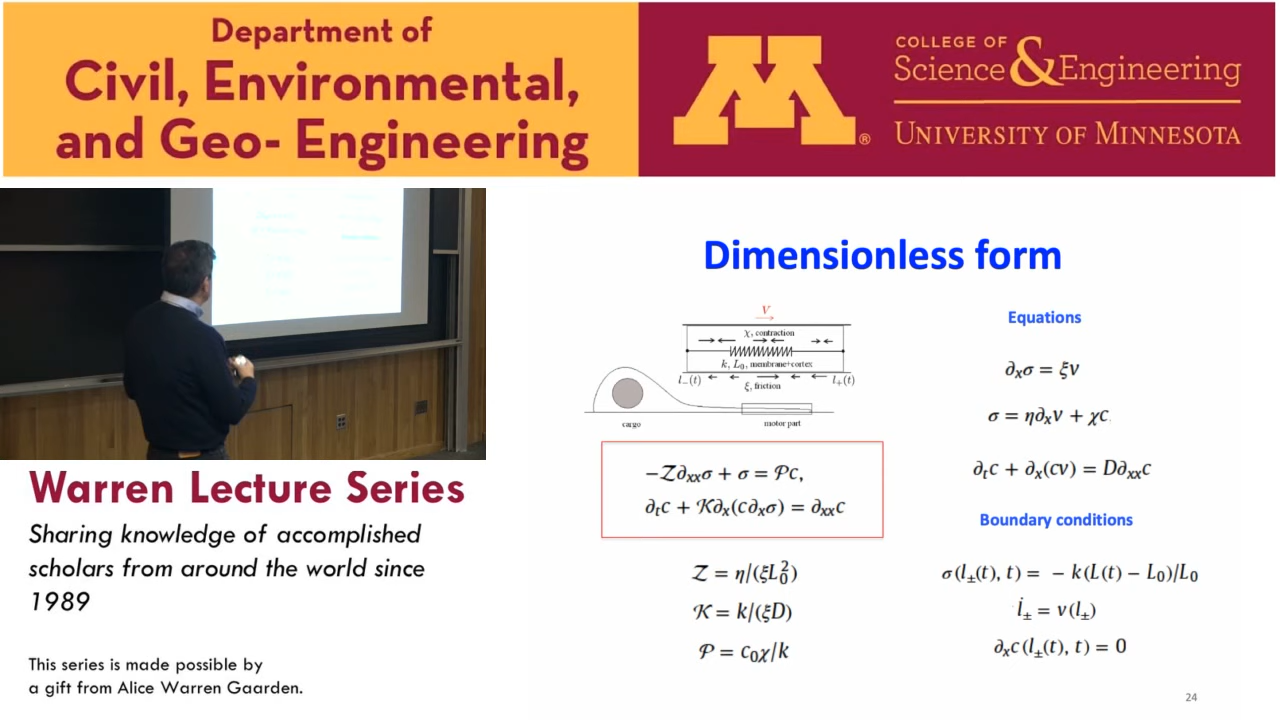 Department of
Civil, Environmental,
and Geo- Engineering
M®
COLLEGE OF
Science & Engineering
UNIVERSITY OF MINNESOTA
Warren Lecture Series
Sharing knowledge of accomplished
scholars from around the world since
1989
This series is made possible by
a gift from Alice Warren Gaarden.
Dimensionless form
V
χ, contraction
k, L₀, membrane+cortex
l₋(t)
l₊(t)
ξ, friction
cargo
motor part
−𝒵∂ₓₓσ + σ = 𝒫c,
∂ₜc + 𝒦∂ₓ(c∂ₓσ) = ∂ₓₓc
𝒵 = η/(ξL₀²)
𝒦 = k/(ξD)
𝒫 = c₀χ/k
Equations
∂ₓσ = ξv
σ = η∂ₓv + χc
∂ₜc + ∂ₓ(cv) = D∂ₓₓc
Boundary conditions
σ(l±(t), t) = − k(L(t) − L₀)/L₀
l̇± = v(l±)
∂ₓc(l±(t), t) = 0
24